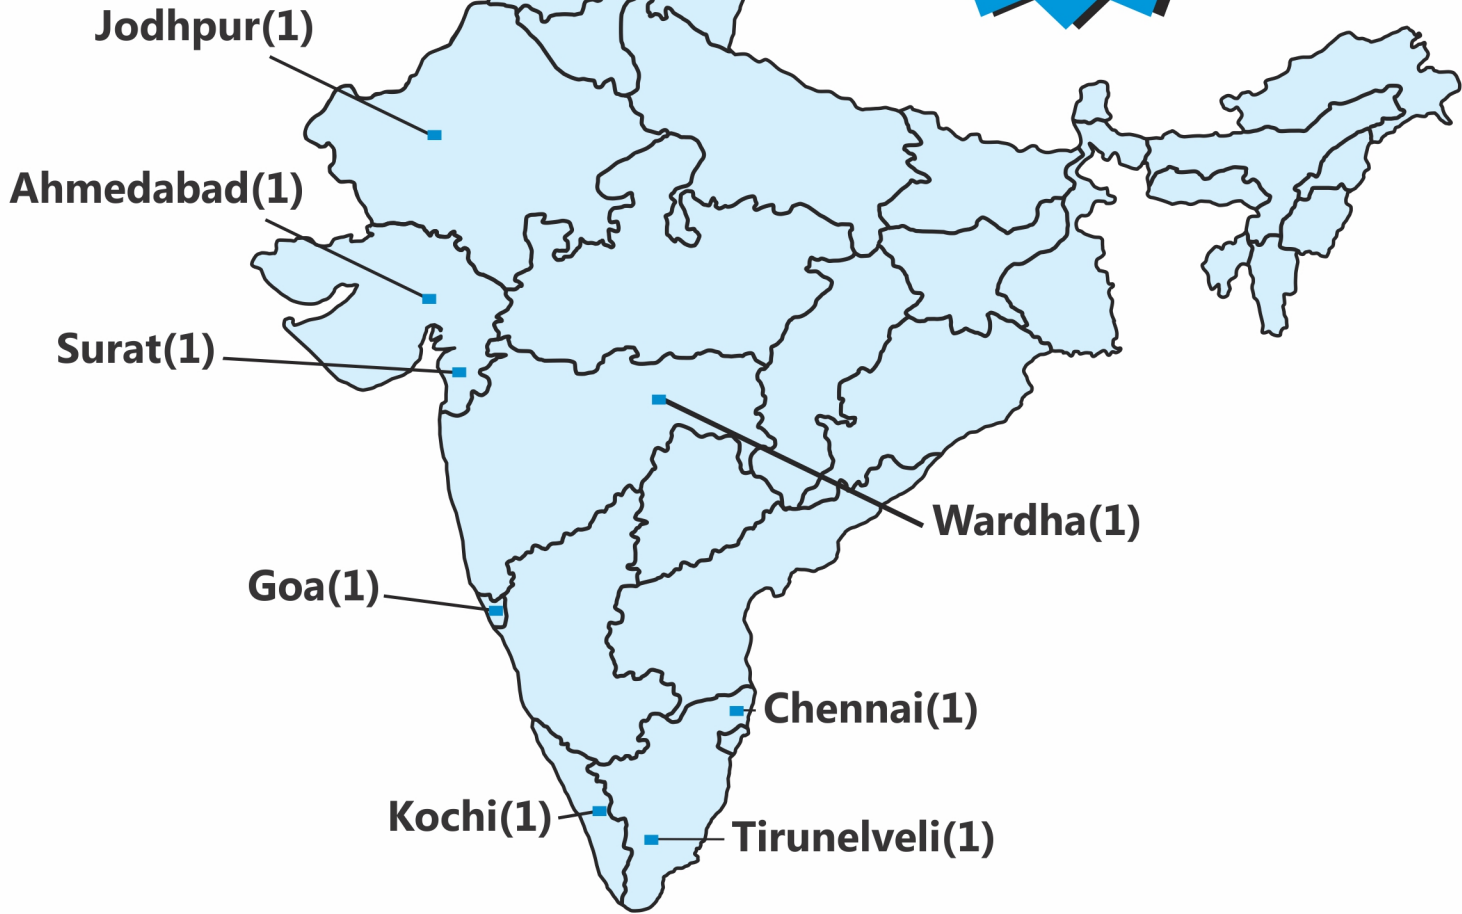 Jodhpur(1)
Ahmedabad(1)
Surat(1)
Wardha(1)
Goa(1)
Chennai(1)
Kochi(1)
Tirunelveli(1)